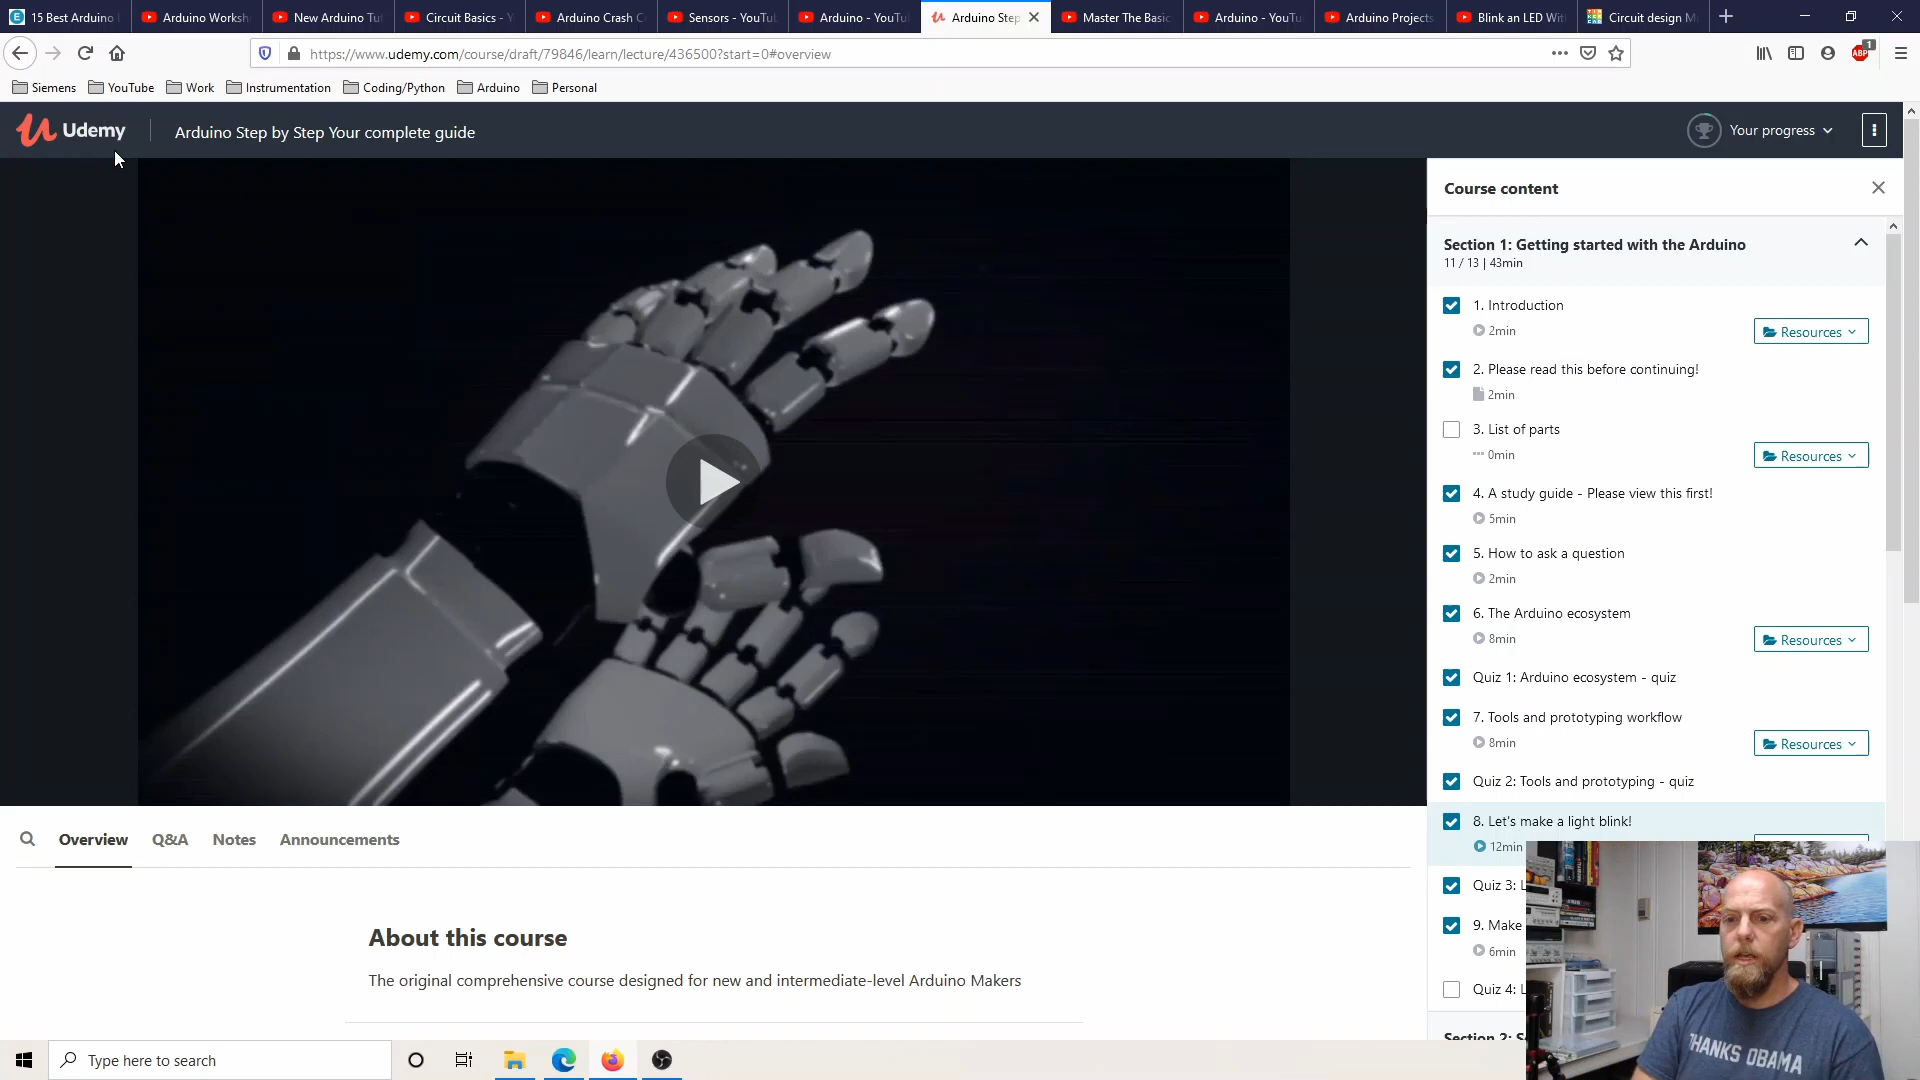 15 Best Arduino
Arduino Worksh
New Arduino Tu
Circuit Basics - Y
Arduino Crash C
Sensors - YouTu
Arduino - YouTu
Arduino Step
Master The Basic
Arduino - YouTu
Arduino Projects
Blink an LED Wit
Circuit design M
https://www.udemy.com/course/draft/79846/learn/lecture/436500?start=0#overview
ABP
1
Siemens
YouTube
Work
Instrumentation
Coding/Python
Arduino
Personal
Udemy
Arduino Step by Step Your complete guide
Your progress
Course content
Section 1: Getting started with the Arduino
11 / 13 | 43min
1. Introduction
2min
Resources
2. Please read this before continuing!
2min
3. List of parts
0min
Resources
4. A study guide - Please view this first!
5min
5. How to ask a question
2min
6. The Arduino ecosystem
8min
Resources
Quiz 1: Arduino ecosystem - quiz
7. Tools and prototyping workflow
8min
Resources
Quiz 2: Tools and prototyping - quiz
8. Let's make a light blink!
12min
Quiz 3: L
9. Make
6min
Quiz 4: L
Section 2: S
Overview
Q&A
Notes
Announcements
About this course
The original comprehensive course designed for new and intermediate-level Arduino Makers
THANKS OBAMA
Type here to search